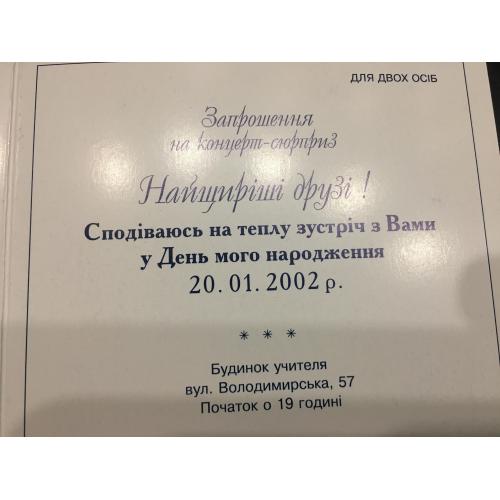 ДЛЯ ДВОХ ОСІБ
Запрошення
на концерт-сюрприз
Найщиріші друзі !
Сподіваюсь на теплу зустріч з Вами
у День мого народження
20. 01. 2002 р.
* * *
Будинок учителя
вул. Володимирська, 57
Початок о 19 годині